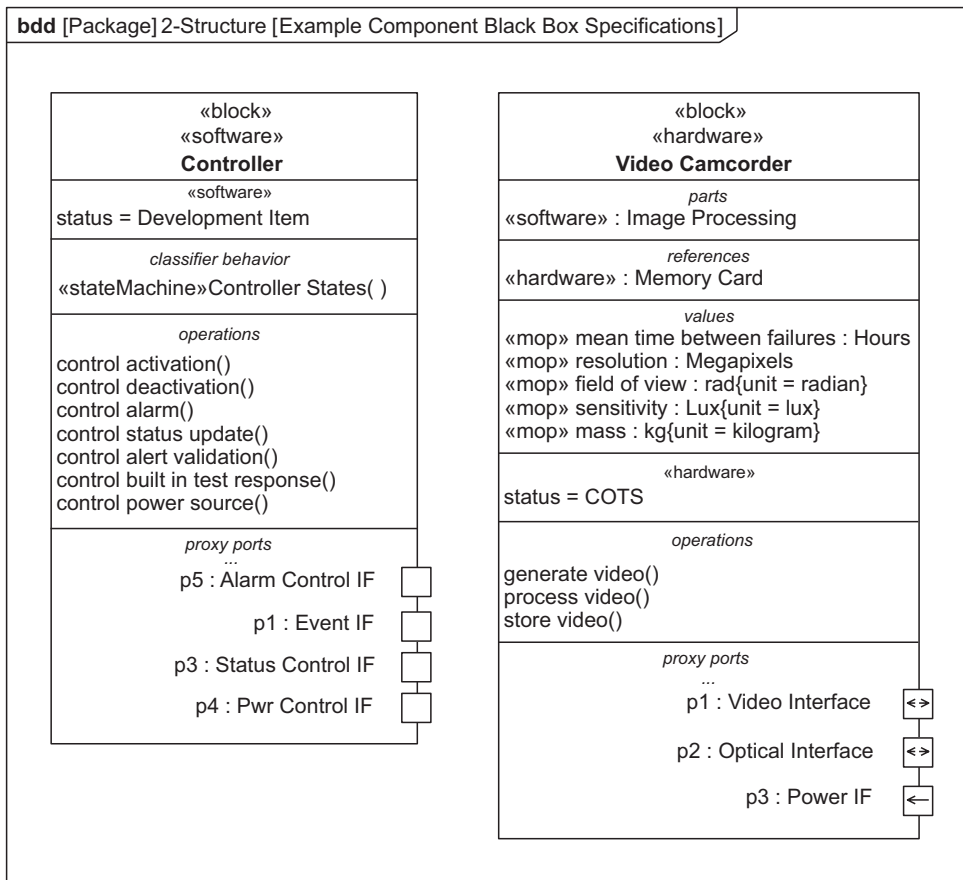 bdd [Package] 2-Structure [Example Component Black Box Specifications]
«block»
«software»
Controller
«software»
status = Development Item
classifier behavior
«stateMachine»Controller States( )
operations
control activation()
control deactivation()
control alarm()
control status update()
control alert validation()
control built in test response()
control power source()
proxy ports
...
p5 : Alarm Control IF
p1 : Event IF
p3 : Status Control IF
p4 : Pwr Control IF
«block»
«hardware»
Video Camcorder
parts
«software» : Image Processing
references
«hardware» : Memory Card
values
«mop» mean time between failures : Hours
«mop» resolution : Megapixels
«mop» field of view : rad{unit = radian}
«mop» sensitivity : Lux{unit = lux}
«mop» mass : kg{unit = kilogram}
«hardware»
status = COTS
operations
generate video()
process video()
store video()
proxy ports
...
p1 : Video Interface
p2 : Optical Interface
p3 : Power IF